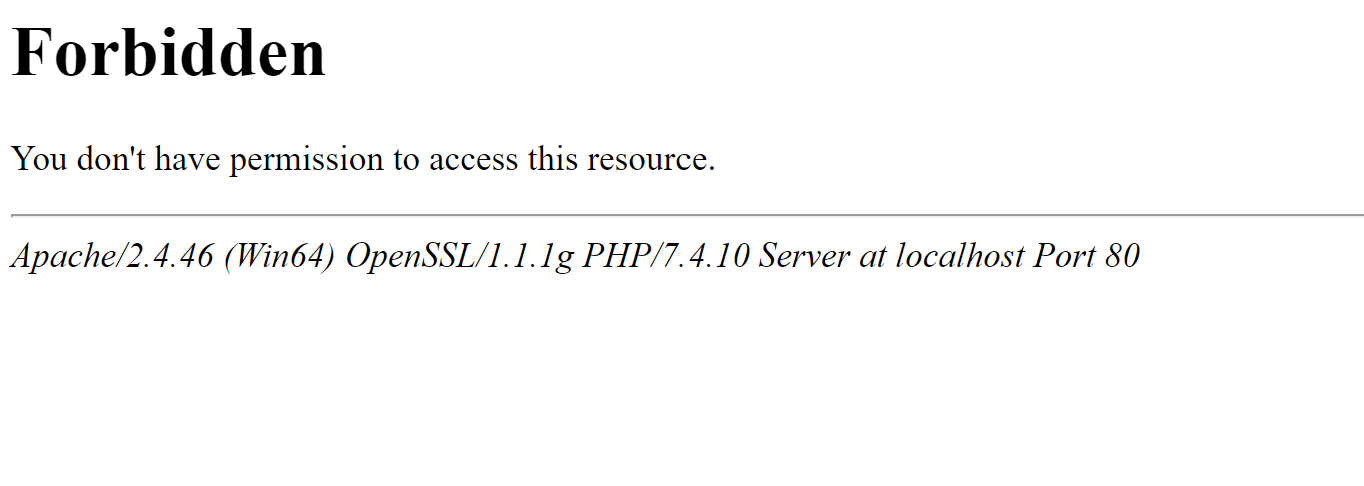 Forbidden
You don't have permission to access this resource.
Apache/2.4.46 (Win64) OpenSSL/1.1.1g PHP/7.4.10 Server at localhost Port 80